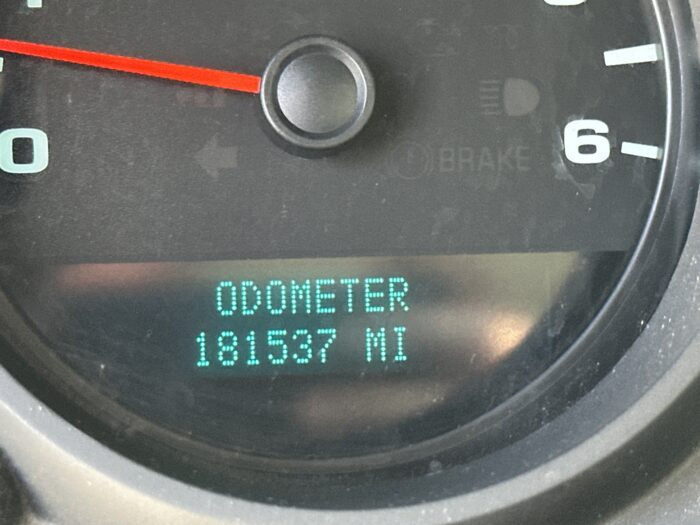 0
6
BRAKE
ODOMETER
181537 MI